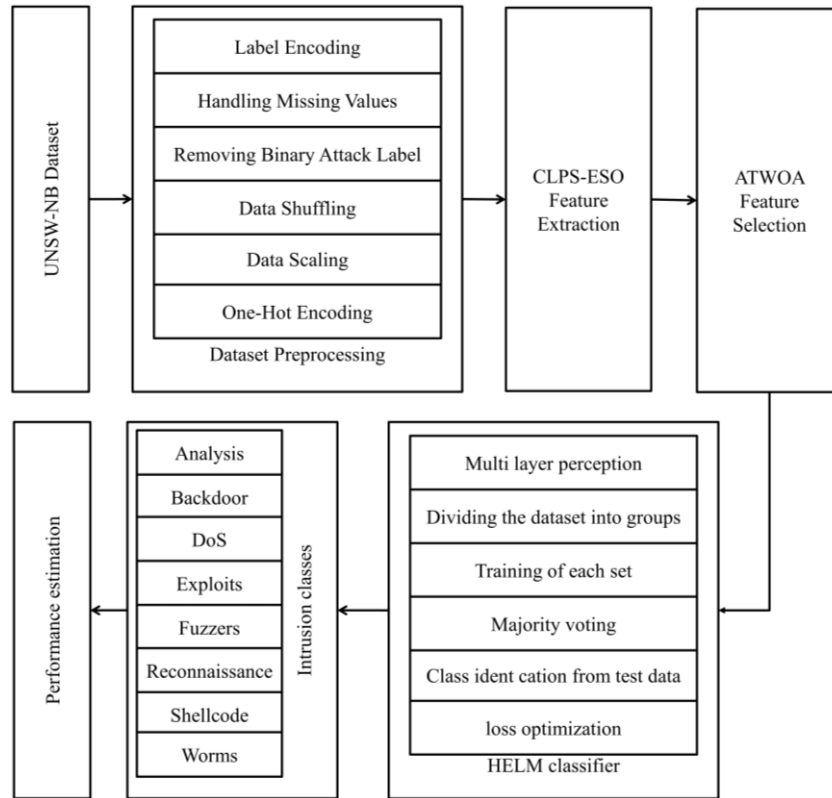 UNSW-NB Dataset
Label Encoding
Handling Missing Values
Removing Binary Attack Label
Data Shuffling
Data Scaling
One-Hot Encoding
Dataset Preprocessing
CLPS-ESO
Feature
Extraction
ATWOA
Feature
Selection
Multi layer perception
Dividing the dataset into groups
Training of each set
Majority voting
Class ident cation from test data
loss optimization
HELM classifier
Analysis
Backdoor
DoS
Exploits
Fuzzers
Reconnaissance
Shellcode
Worms
Intrusion classes
Performance estimation